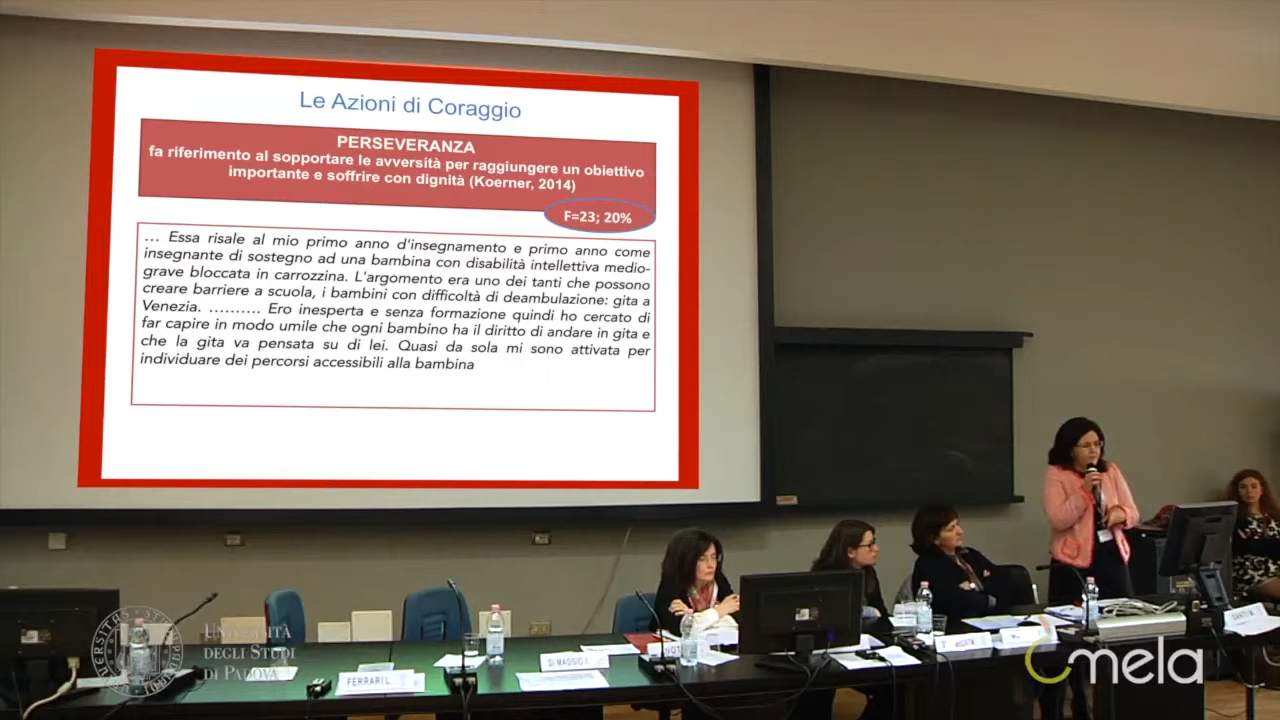 Le Azioni di Coraggio
PERSEVERANZA
fa riferimento al sopportare le avversità per raggiungere un obiettivo
importante e soffrire con dignità (Koerner, 2014)
F=23; 20%
... Essa risale al mio primo anno d'insegnamento e primo anno come
insegnante di sostegno ad una bambina con disabilità intellettiva medio-
grave bloccata in carrozzina. L'argomento era uno dei tanti che possono
creare barriere a scuola, i bambini con difficoltà di deambulazione: gita a
Venezia. .......... Ero inesperta e senza formazione quindi ho cercato di
far capire in modo umile che ogni bambino ha il diritto di andare in gita e
che la gita va pensata su di lei. Quasi da sola mi sono attivata per
individuare dei percorsi accessibili alla bambina
Università
degli Studi
di Padova
FERRARI L.
DI MAGGIO I.
mela